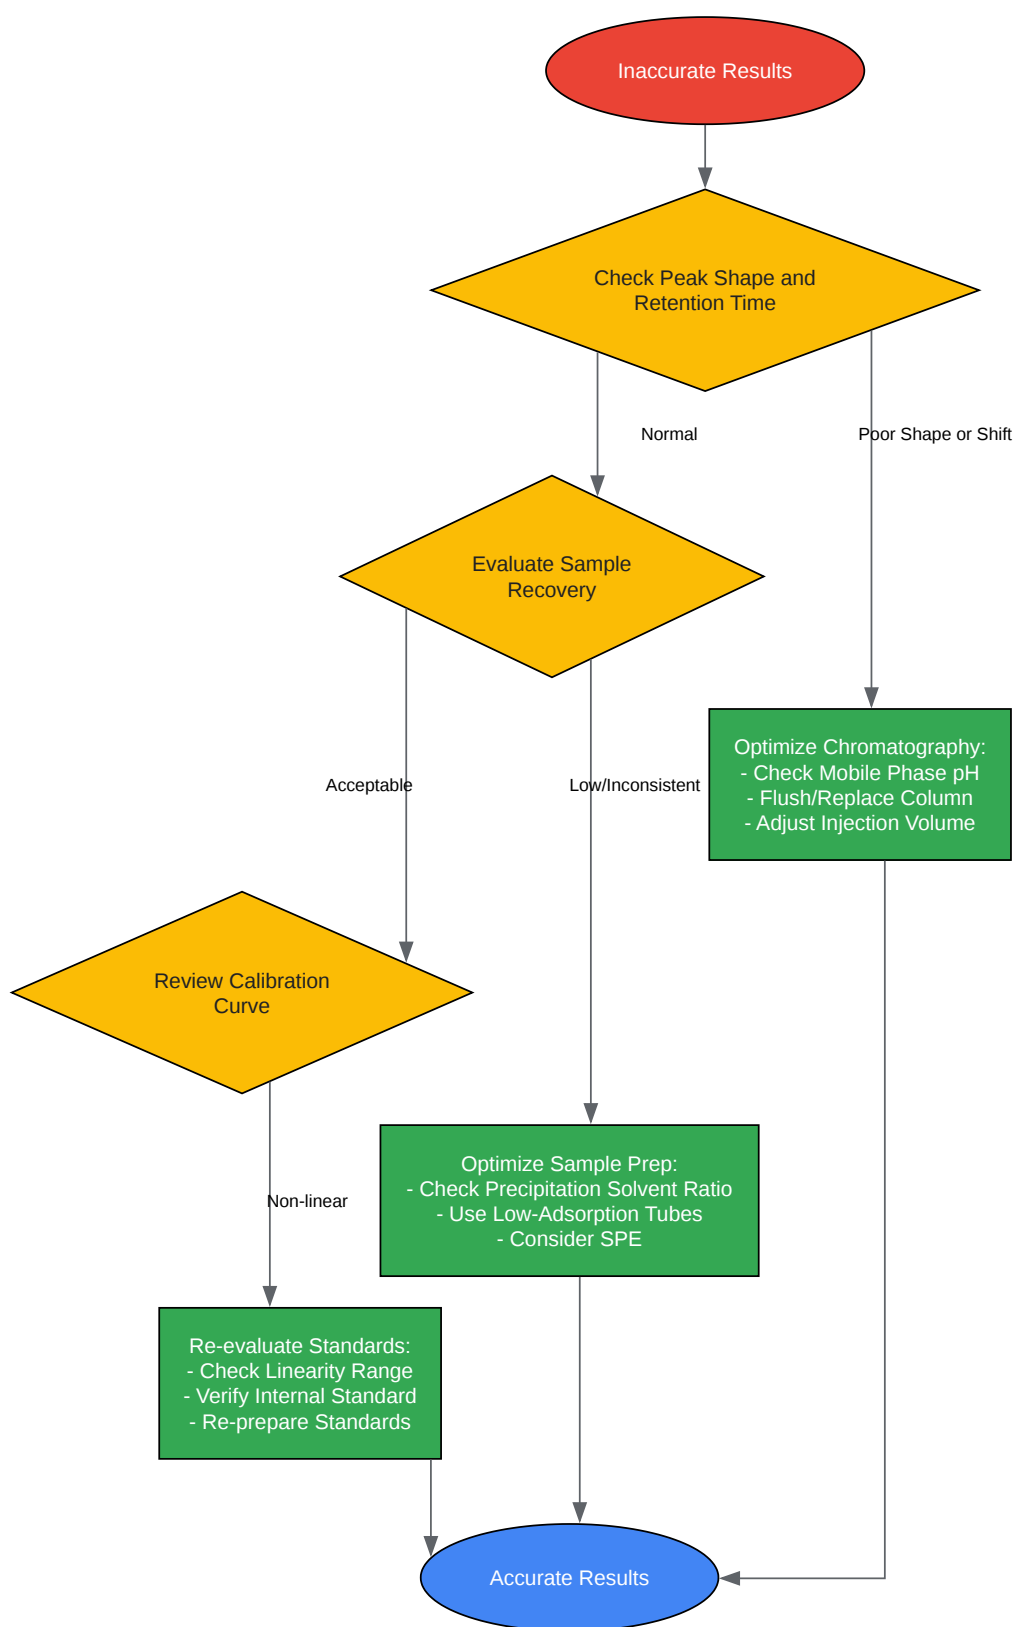 Inaccurate Results
Check Peak Shape and
Retention Time
Normal
Poor Shape or Shift
Evaluate Sample
Recovery
Optimize Chromatography:
- Check Mobile Phase pH
- Flush/Replace Column
- Adjust Injection Volume
Acceptable
Low/Inconsistent
Review Calibration
Curve
Optimize Sample Prep:
- Check Precipitation Solvent Ratio
- Use Low-Adsorption Tubes
- Consider SPE
Non-linear
Re-evaluate Standards:
- Check Linearity Range
- Verify Internal Standard
- Re-prepare Standards
Accurate Results